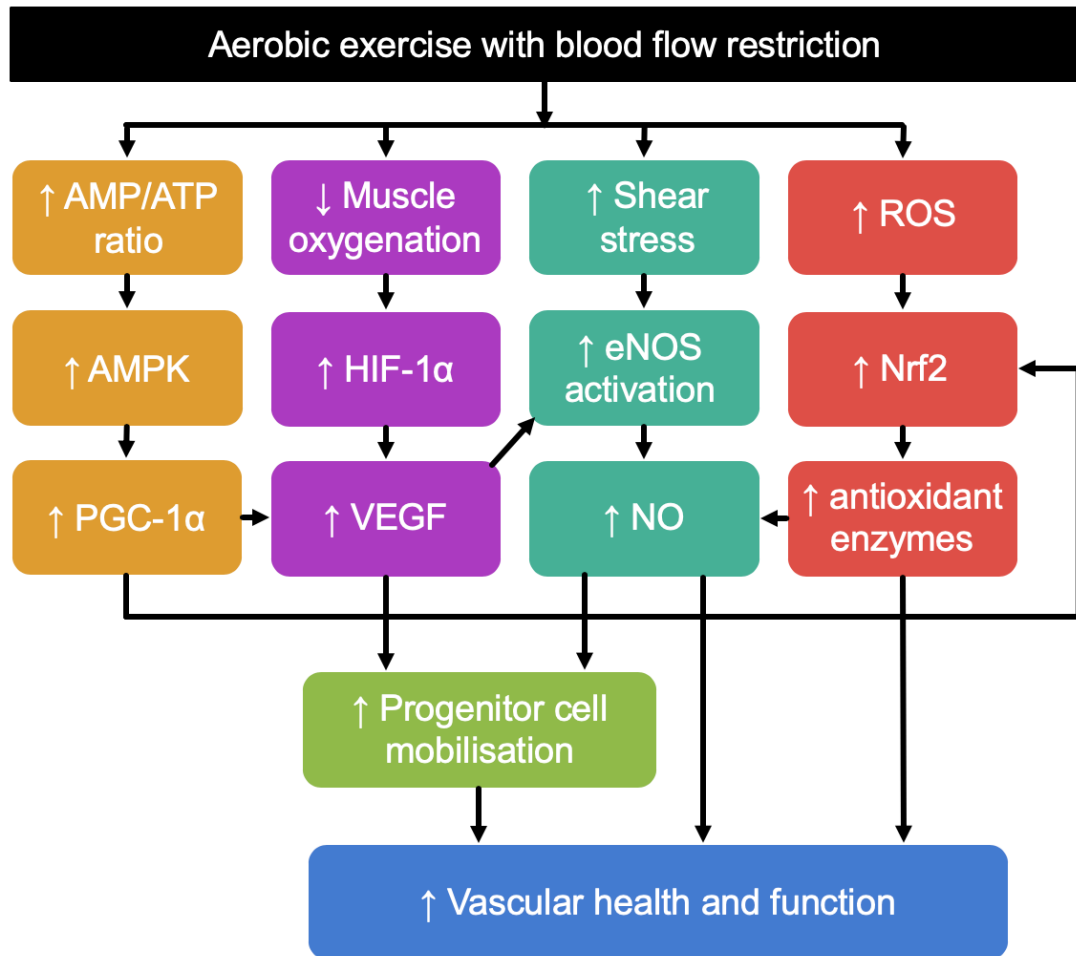 Aerobic exercise with blood flow restriction
↑ AMP/ATP
ratio
↓ Muscle
oxygenation
↑ Shear
stress
↑ ROS
↑ AMPK
↑ HIF-1α
↑ eNOS
activation
↑ Nrf2
↑ PGC-1α
↑ VEGF
↑ NO
↑ antioxidant
enzymes
↑ Progenitor cell
mobilisation
↑ Vascular health and function